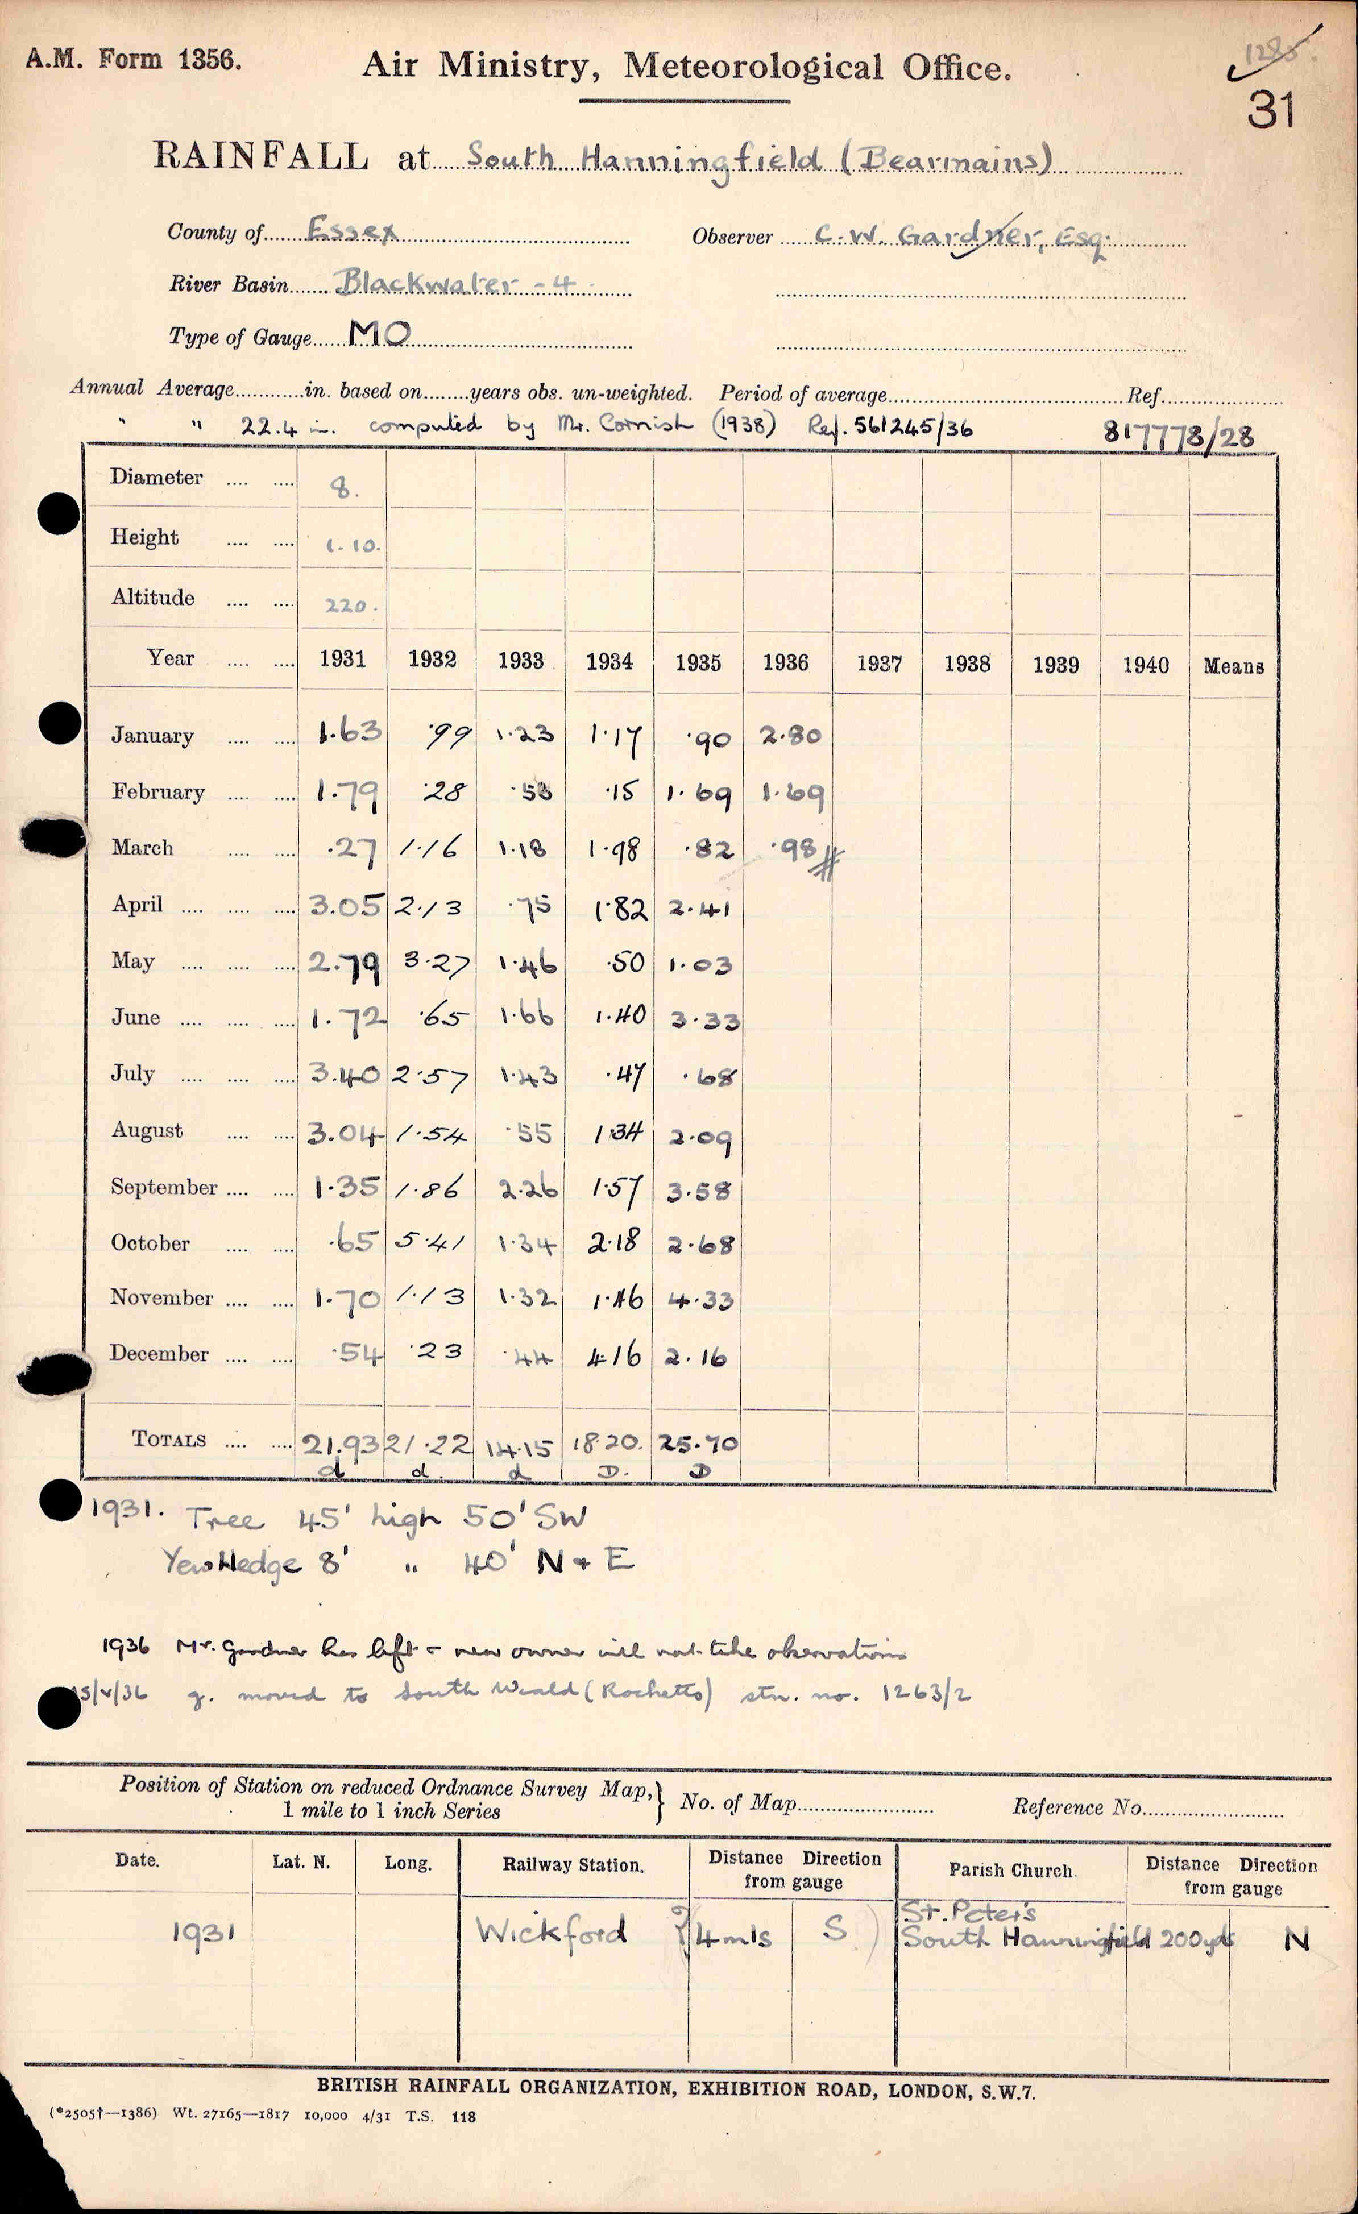 A.M. Form 1356.
Air Ministry, Meteorological Office.
1285.
31
RAINFALL at South Hanningfield (Bearmains)
County of Essex Observer C.W. Gardner, Esq.
River Basin Blackwater - 4
Type of Gauge MO
Annual Average in. based on years obs. un-weighted. Period of average Ref.
" " 22.4 in. computed by Mr. Cornish (1938) Ref. 561245/36 817778/28
Diameter 8.
Height 1.10.
Altitude 220.
Year 1931 1932 1933 1934 1935 1936 1937 1938 1939 1940 Means
January 1.63 .99 1.23 1.17 .90 2.80
February 1.79 .28 .53 .15 1.69 1.69
March .27 1.16 1.18 1.98 .82 .98
April 3.05 2.13 .75 1.82 2.41
May 2.79 3.27 1.46 .50 1.03
June 1.72 .65 1.66 1.40 3.33
July 3.40 2.57 1.43 .47 .68
August 3.04 1.54 .55 1.34 2.09
September 1.35 1.86 2.26 1.57 3.58
October .65 5.41 1.34 2.18 2.68
November 1.70 1.13 1.32 1.46 4.33
December .54 .23 .44 4.16 2.16
TOTALS 21.93 21.22 14.15 18.20. 25.70
d d d D. D
1931. Tree 45' high 50' SW
Yew Hedge 8' " 40' N + E
1936 Mr. Gardner has left - new owner will not take observations
15/4/36 g. moved to South Weald (Rochetts) stn. no. 1263/2
Position of Station on reduced Ordnance Survey Map,} No. of Map Reference No.
1 mile to 1 inch Series
Date. Lat. N. Long. Railway Station. Distance Direction from gauge Parish Church Distance Direction from gauge
1931 Wickford ?(4 mls S) St. Peter's South Hanningfield 200 yds N
BRITISH RAINFALL ORGANIZATION, EXHIBITION ROAD, LONDON, S.W.7.
(*2505†—1386) Wt. 27165—1817 10,000 4/31 T.S. 118